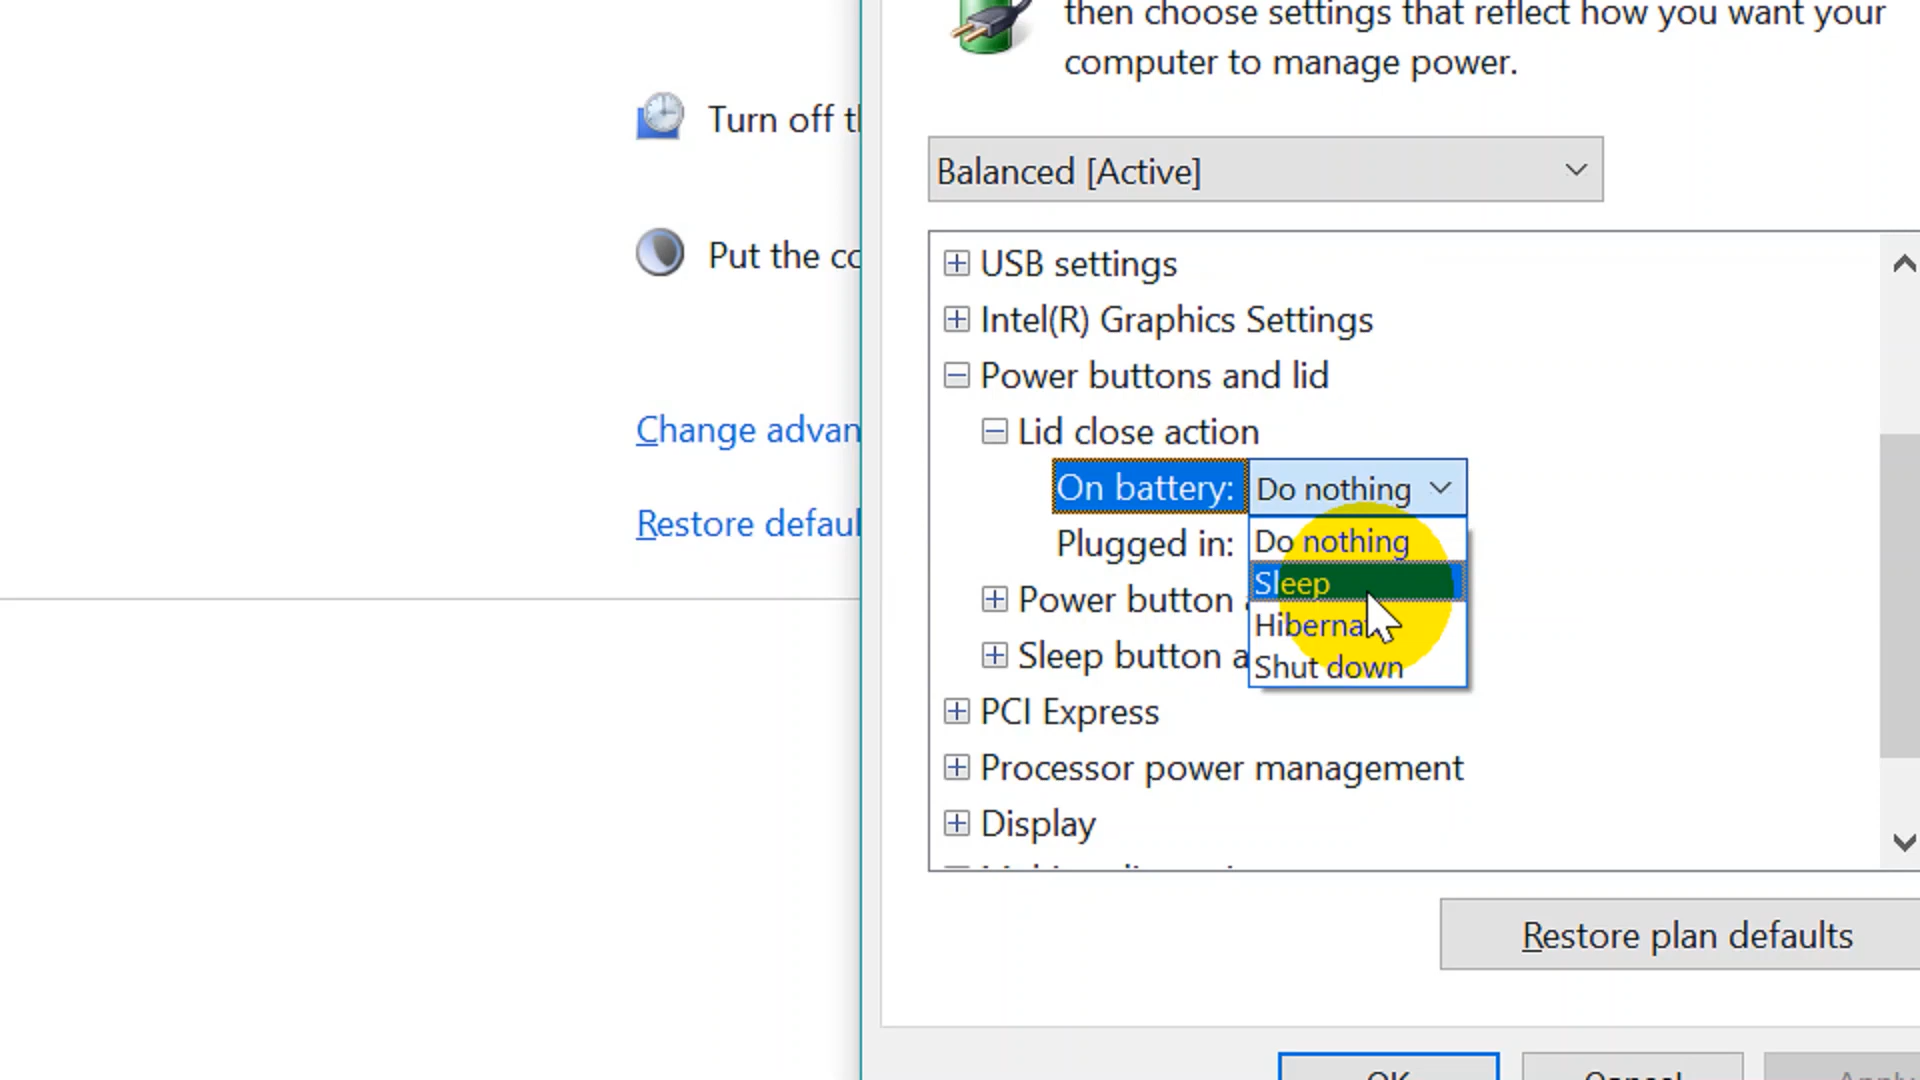 then choose settings that reflect how you want your
computer to manage power.
Turn off
Put the
Change
Restore
Balanced [Active]
USB settings
Intel(R) Graphics Settings
Power buttons and lid
Lid close action
On battery: Do nothing
Plugged in:
Do nothing
Sleep
Shut down
Power button
Sleep button
PCI Express
Processor power management
Display
Restore plan defaults
OK
Cancel
Apply